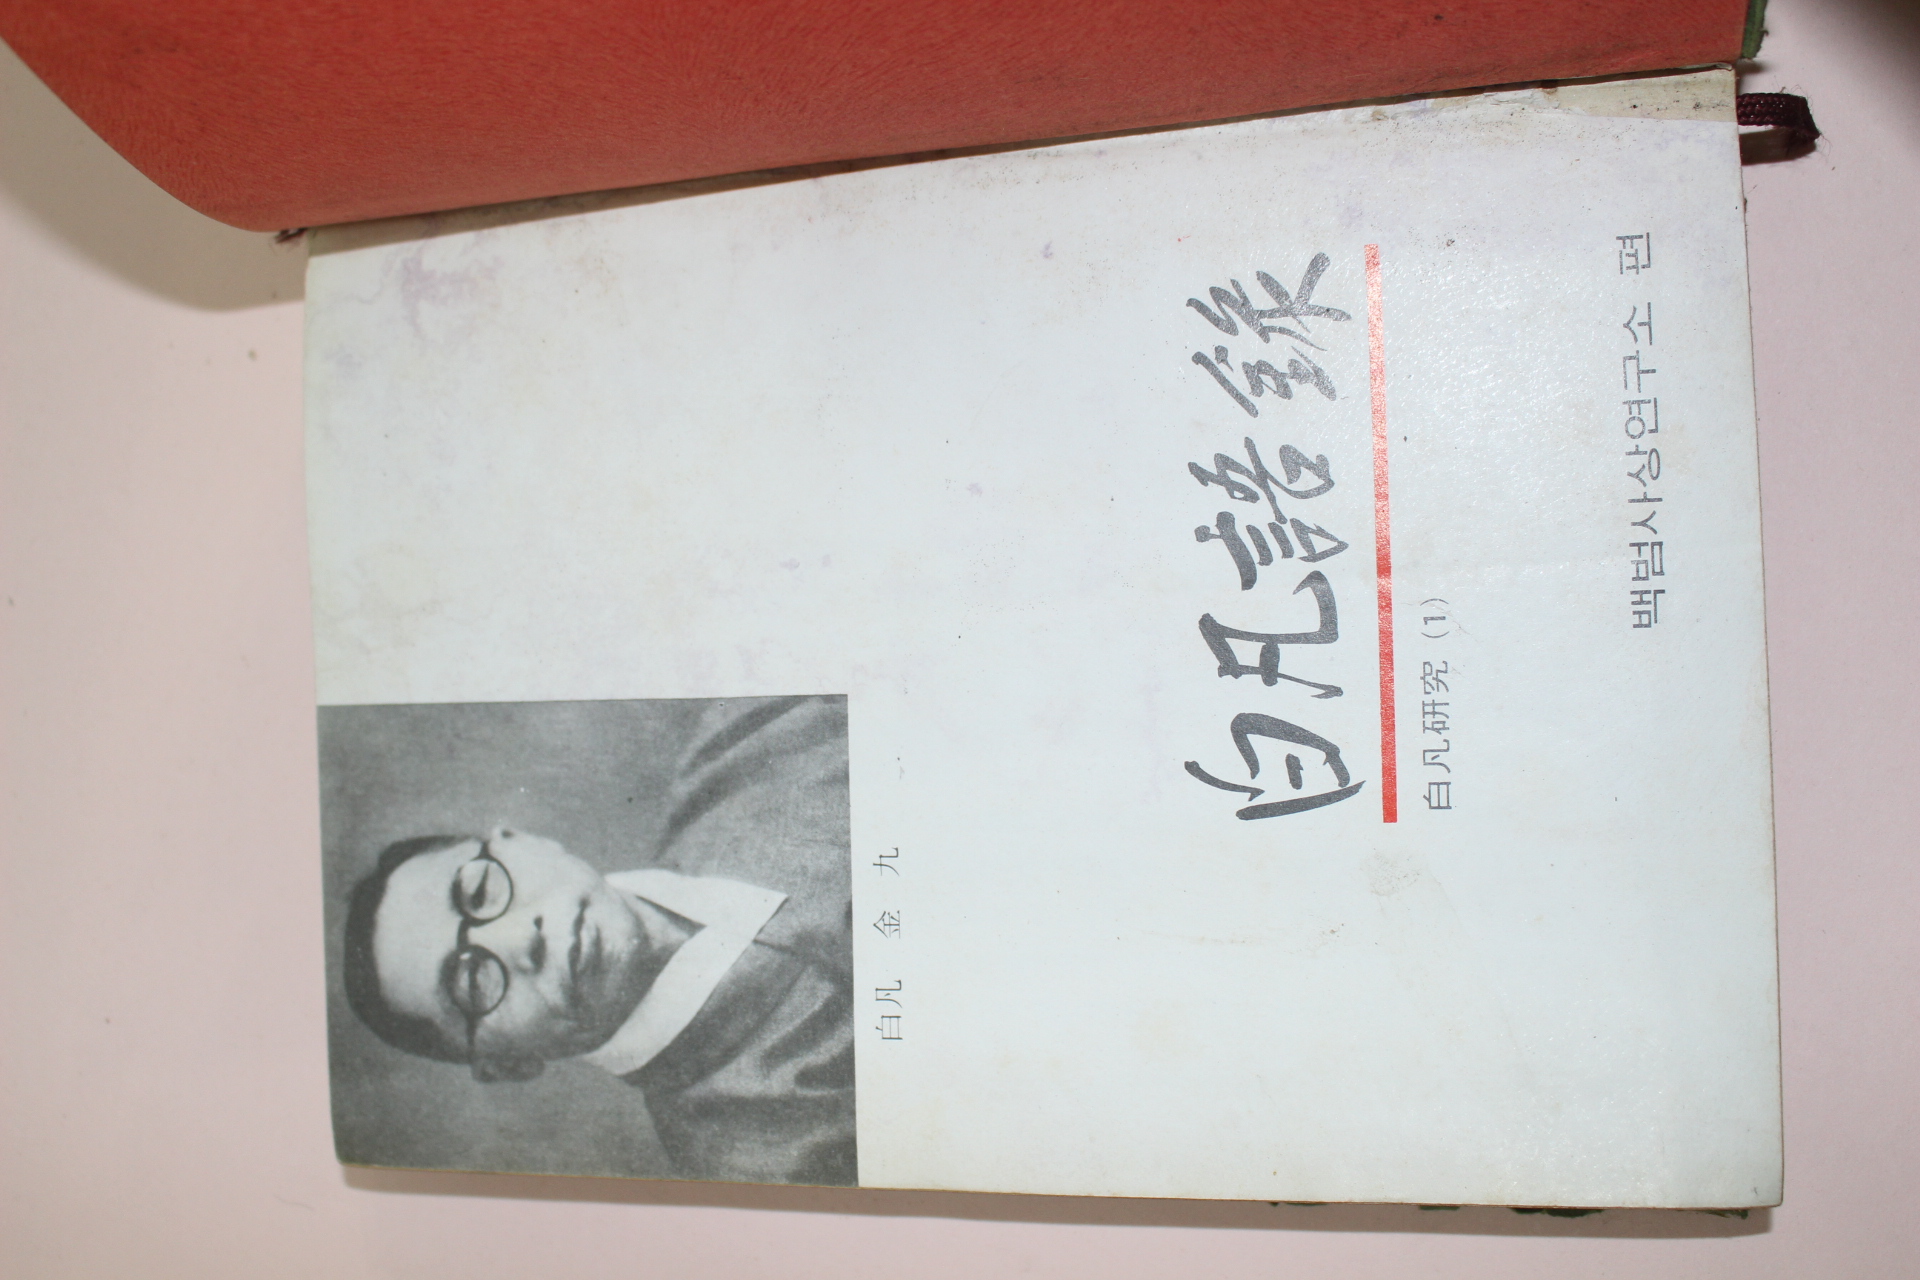 白凡 金 九
白凡語錄
白凡研究 (1)
백범사상연구소 편